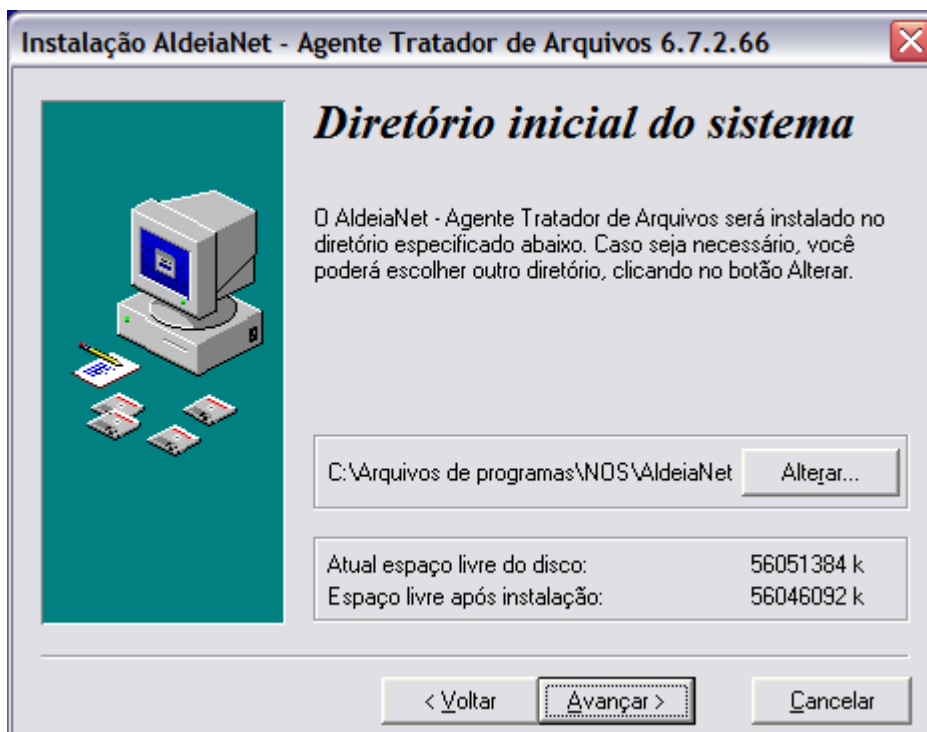 Instalação AldeiaNet - Agente Tratador de Arquivos 6.7.2.66
Diretório inicial do sistema
O AldeiaNet - Agente Tratador de Arquivos será instalado no
diretório especificado abaixo. Caso seja necessário, você
poderá escolher outro diretório, clicando no botão Alterar.
C:\Arquivos de programas\NOS\AldeiaNet Alterar...
Atual espaço livre do disco: 56051384 k
Espaço livre após instalação: 56046092 k
< Voltar Avançar > Cancelar